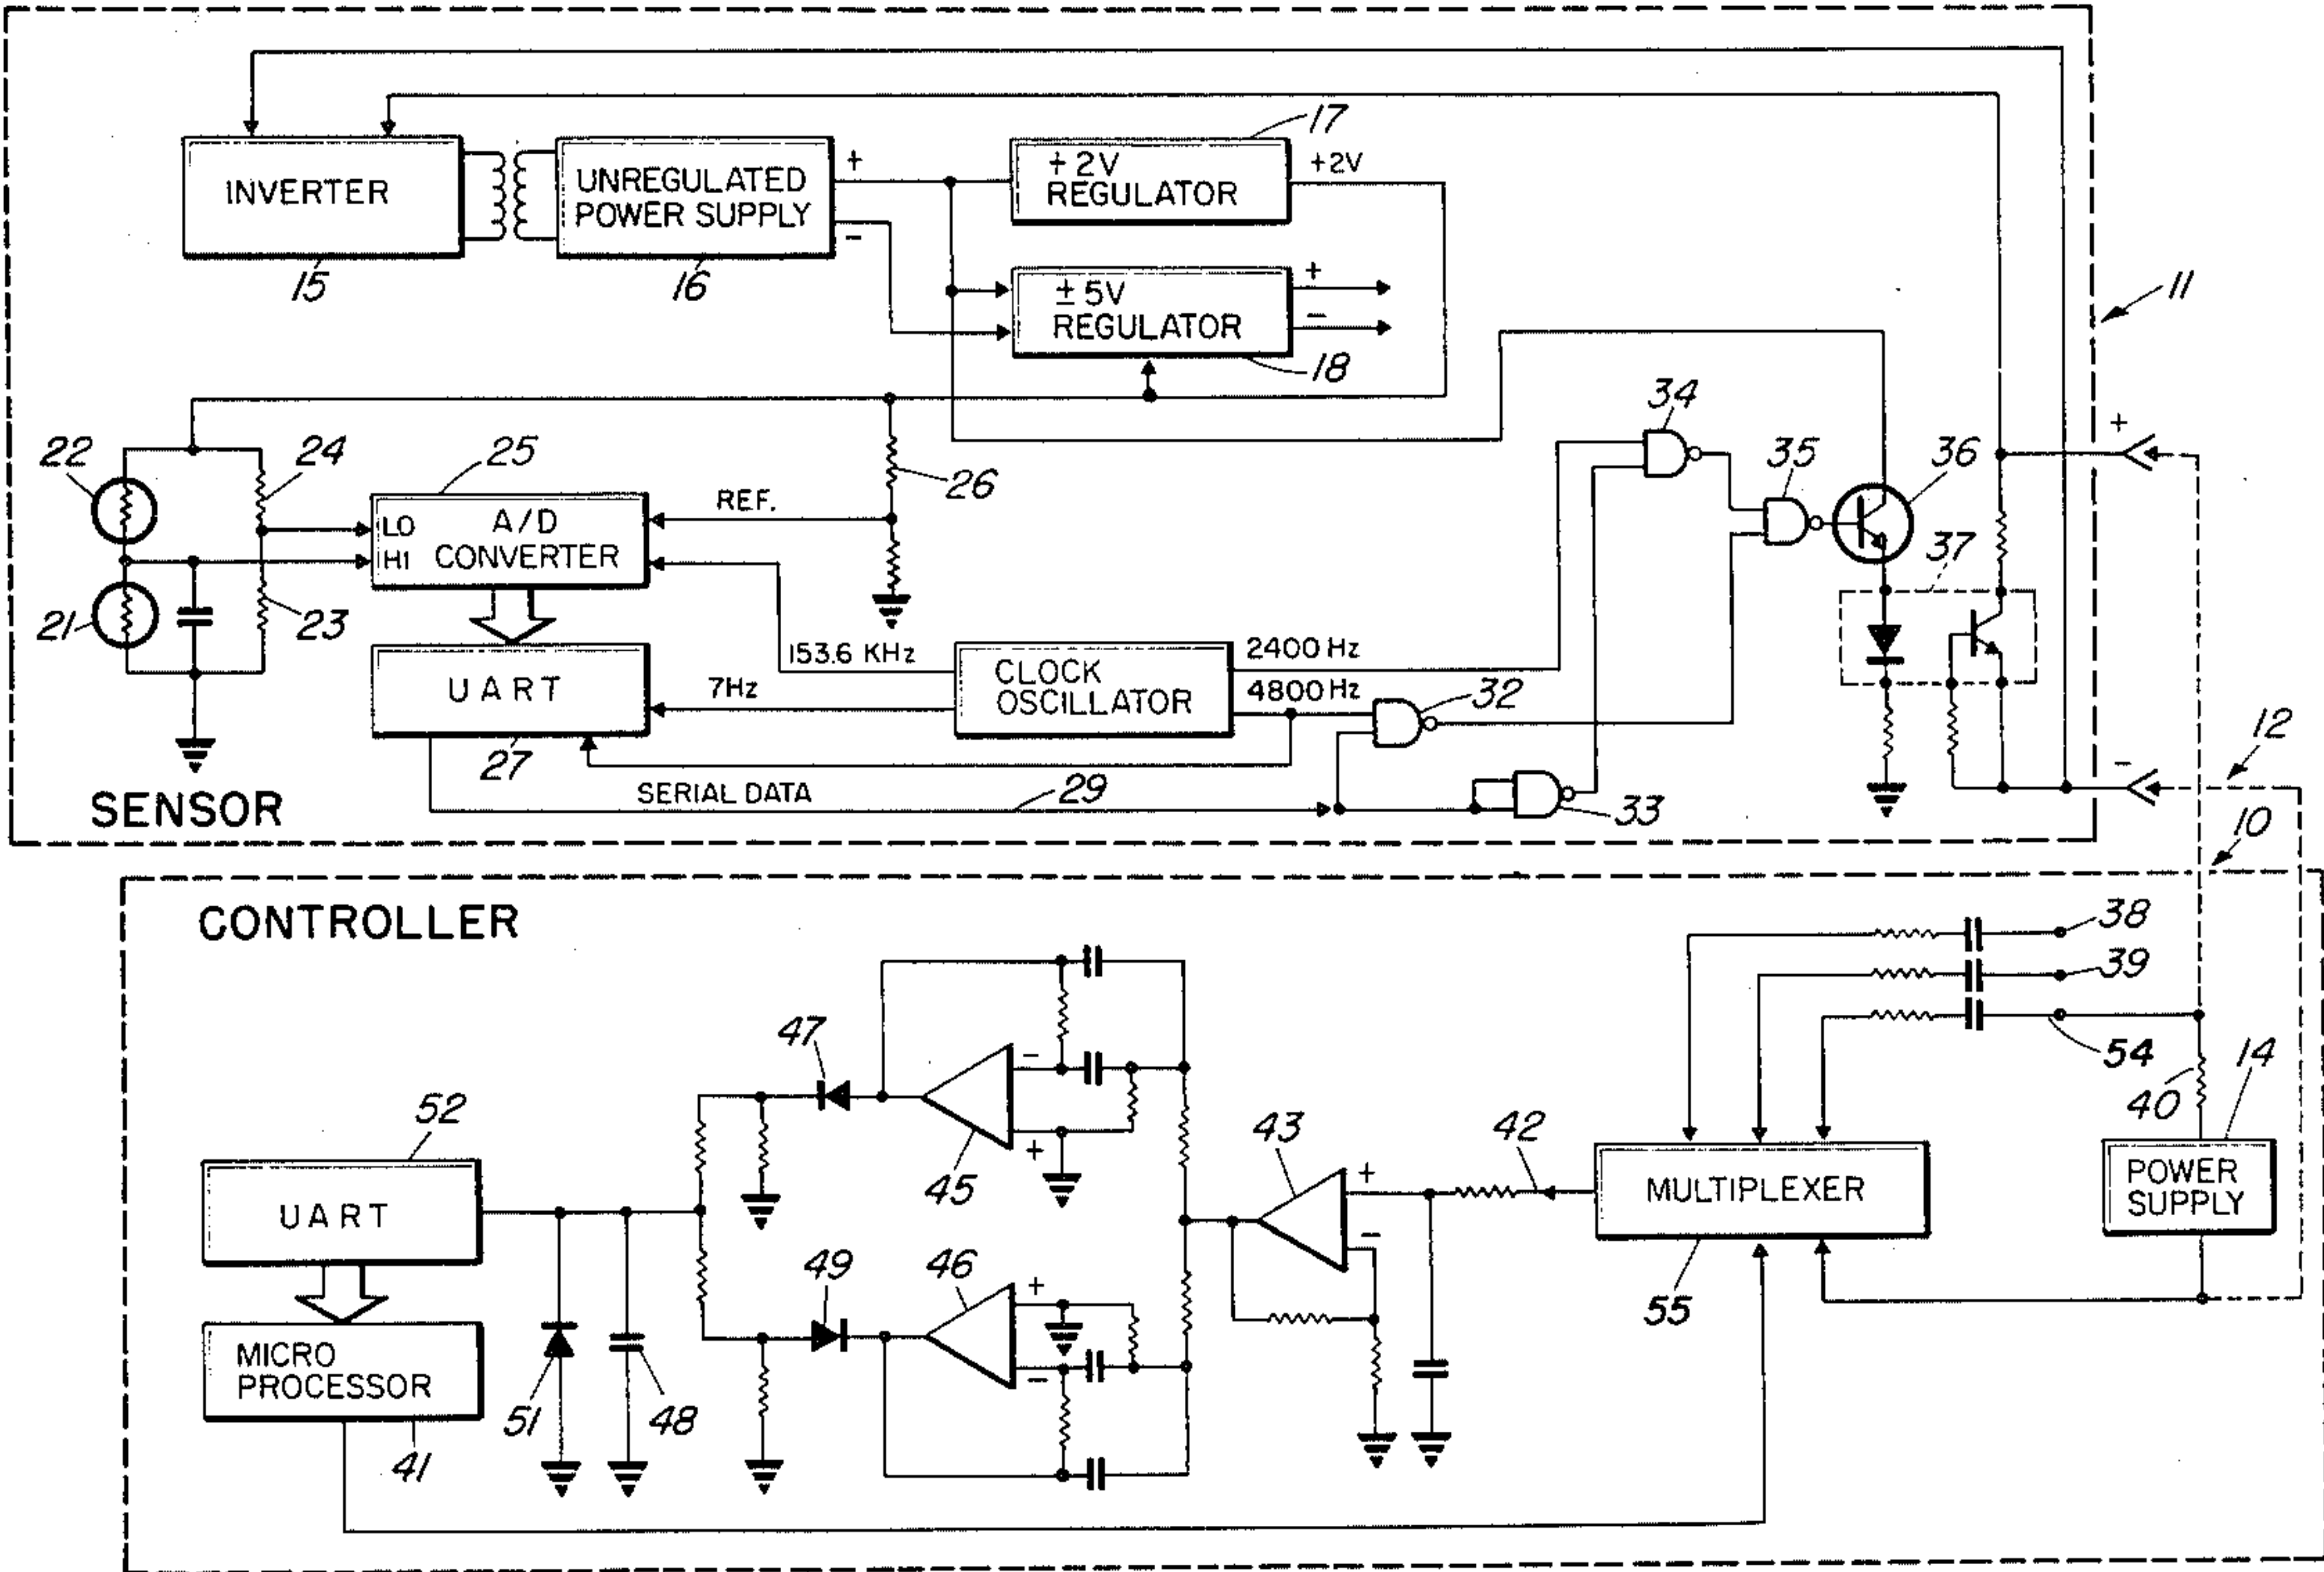 17
+
÷2V
+2V
INVERTER
UNREGULATED
POWER SUPPLY
REGULATOR
−
15
16
+
± 5V
REGULATOR
−
11
18
34
+
22
24
25
35
36
26
REF.
LO
A/D
HI
CONVERTER
37
21
23
153.6 KHz
2400 Hz
UART
CLOCK
OSCILLATOR
7Hz
4800 Hz
32
12
27
−
SENSOR
SERIAL DATA
29
33
10
CONTROLLER
38
39
47
−
54
14
52
40
45
+
43
42
+
UART
MULTIPLEXER
POWER
SUPPLY
−
49
46
+
55
MICRO
PROCESSOR
−
51
48
41